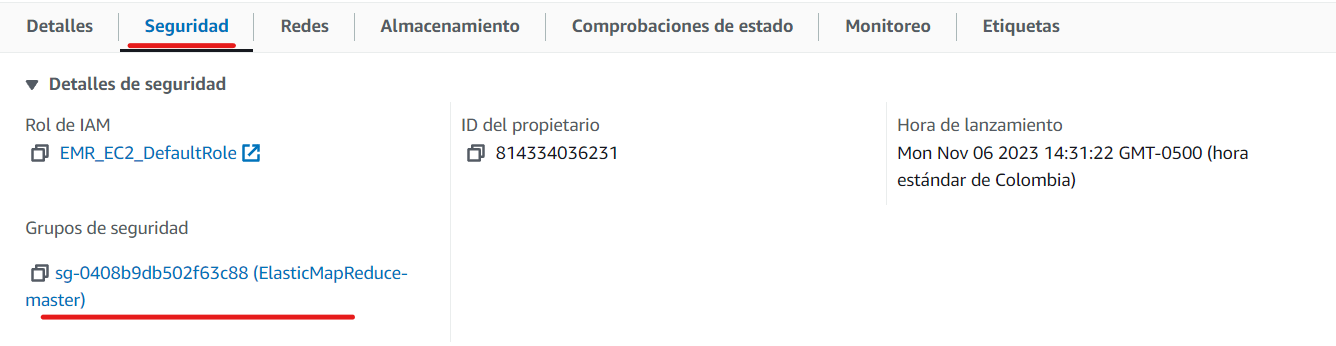 Detalles
Seguridad
Redes
Almacenamiento
Comprobaciones de estado
Monitoreo
Etiquetas
Detalles de seguridad
Rol de IAM
EMR_EC2_DefaultRole
ID del propietario
814334036231
Hora de lanzamiento
Mon Nov 06 2023 14:31:22 GMT-0500 (hora
estándar de Colombia)
Grupos de seguridad
sg-0408b9db502f63c88 (ElasticMapReduce-
master)